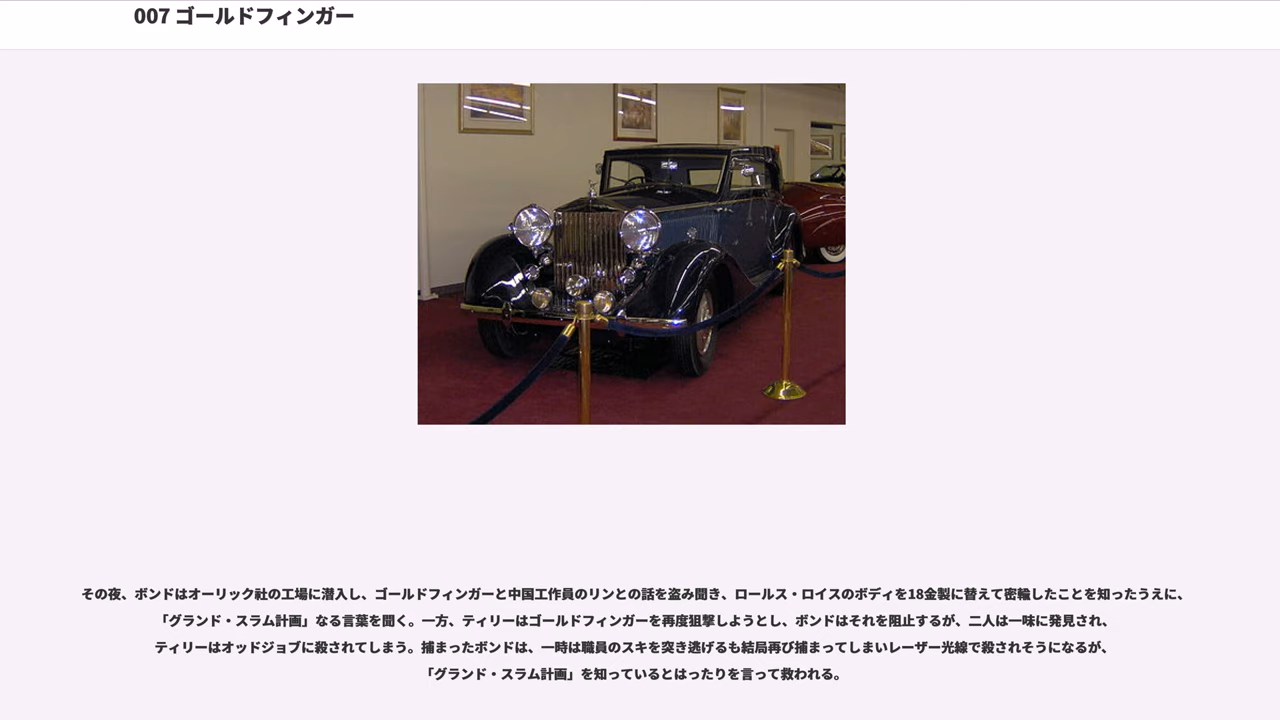 007 ゴールドフィンガー
その夜、ボンドはオーリック社の工場に潜入し、ゴールドフィンガーと中国工作員のリンとの話を盗み聞き、ロールス・ロイスのボディを18金製に替えて密輸したことを知ったうえに、
「グランド・スラム計画」なる言葉を聞く。一方、ティリーはゴールドフィンガーを再度狙撃しようとし、ボンドはそれを阻止するが、二人は一味に発見され、
ティリーはオッドジョブに殺されてしまう。捕まったボンドは、一時は職員のスキを突き逃げるも結局再び捕まってしまいレーザー光線で殺されそうになるが、
「グランド・スラム計画」を知っているとはったりを言って救われる。